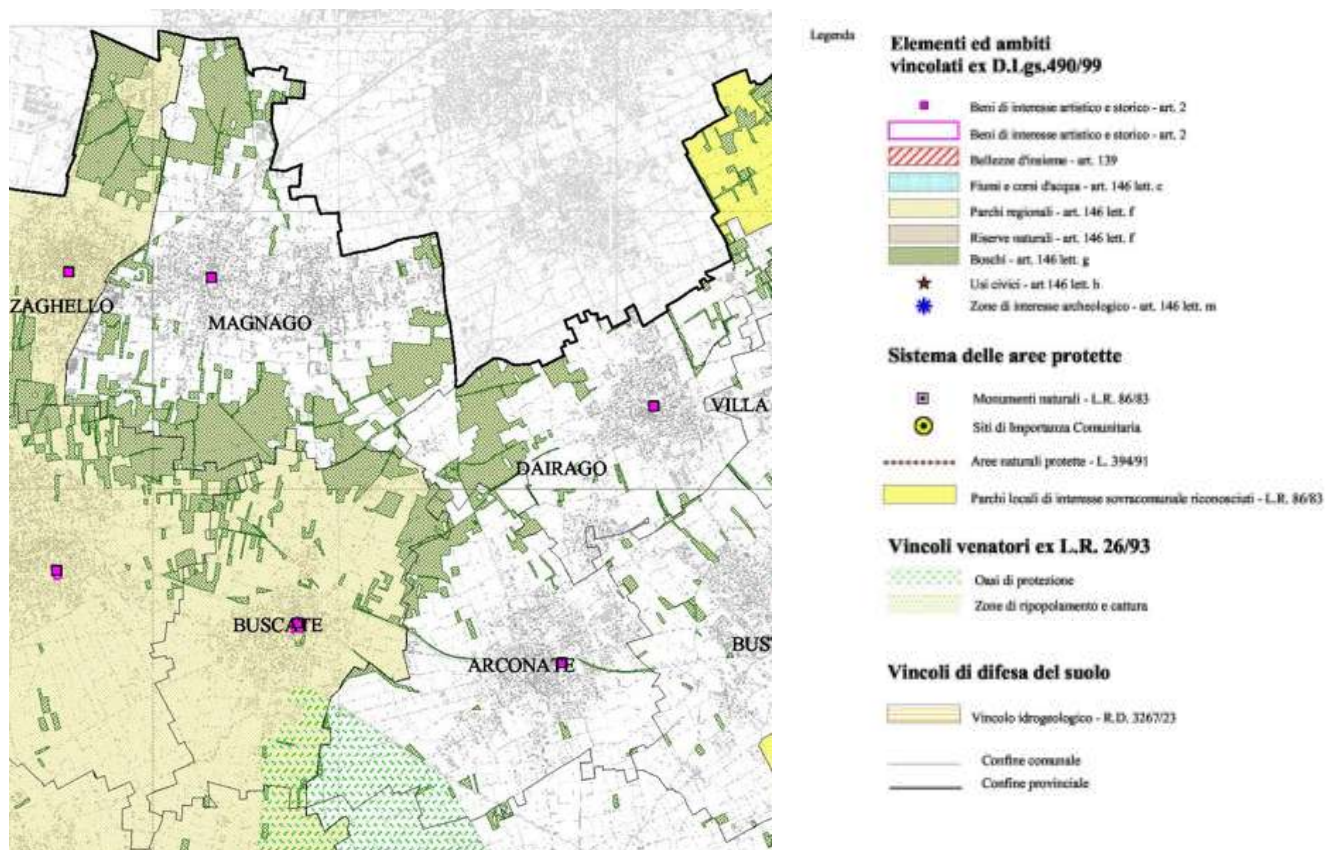 ZAGHELLO
MAGNAGO
VILLA
DAIRAGO
BUSCATE
ARCONATE
BUS
Legenda
Elementi ed ambiti
vincolati ex D.Lgs.490/99
Beni di interesse artistico e storico - art. 2
Beni di interesse artistico e storico - art. 2
Bellezze d'insieme - art. 139
Fiumi e corsi d'acqua - art. 146 lett. c
Parchi regionali - art. 146 lett. f
Riserve naturali - art. 146 lett. f
Boschi - art. 146 lett. g
Usi civici - art 146 lett. h
Zone di interesse archeologico - art. 146 lett. m
Sistema delle aree protette
Monumenti naturali - L.R. 86/83
Siti di Importanza Comunitaria
Aree naturali protette - L. 394/91
Parchi locali di interesse sovracomunale riconosciuti - L.R. 86/83
Vincoli venatori ex L.R. 26/93
Oasi di protezione
Zone di ripopolamento e cattura
Vincoli di difesa del suolo
Vincolo idrogeologico - R.D. 3267/23
Confine comunale
Confine provinciale